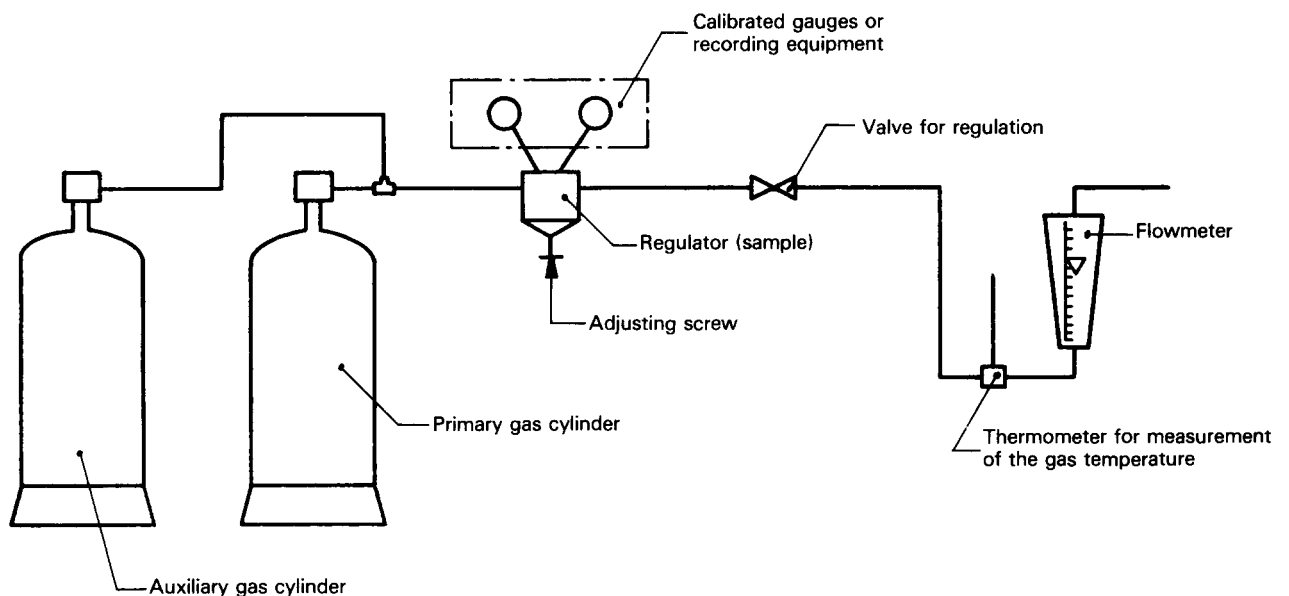 Calibrated gauges or
recording equipment
Valve for regulation
Regulator (sample)
Flowmeter
Adjusting screw
Primary gas cylinder
Thermometer for measurement
of the gas temperature
Auxiliary gas cylinder